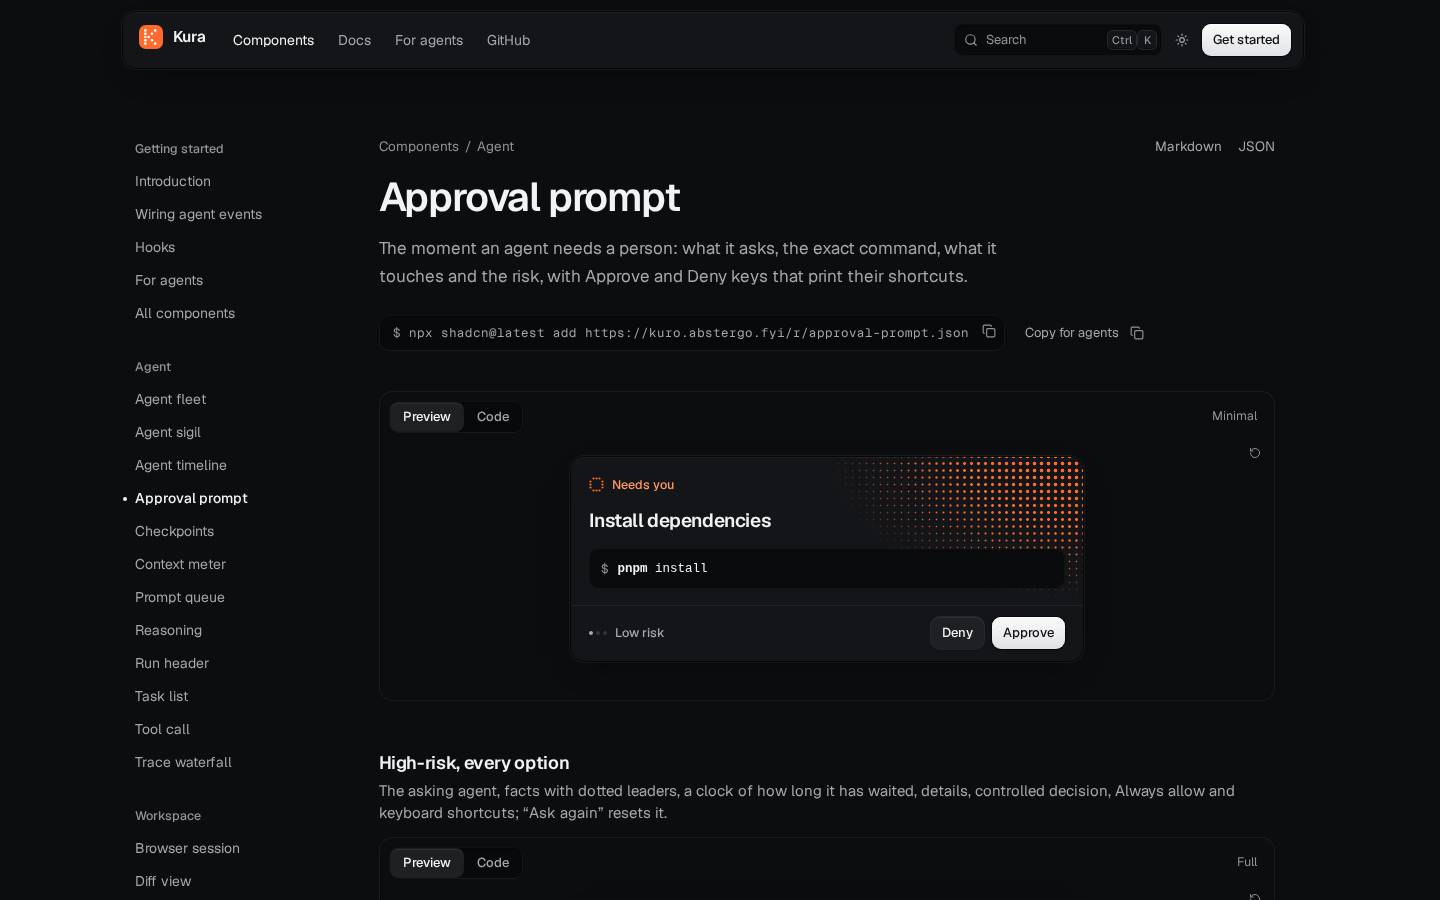 Kura
Components
Docs
For agents
GitHub
Search
Ctrl K
Get started
Getting started
Introduction
Wiring agent events
Hooks
For agents
All components
Agent
Agent fleet
Agent sigil
Agent timeline
Approval prompt
Checkpoints
Context meter
Prompt queue
Reasoning
Run header
Task list
Tool call
Trace waterfall
Workspace
Browser session
Diff view
Components / Agent
Markdown
JSON
Approval prompt
The moment an agent needs a person: what it asks, the exact command, what it
touches and the risk, with Approve and Deny keys that print their shortcuts.
$ npx shadcn@latest add https://kuro.abstergo.fyi/r/approval-prompt.json
Copy for agents
Preview
Code
Minimal
Needs you
Install dependencies
$ pnpm install
Low risk
Deny
Approve
High-risk, every option
The asking agent, facts with dotted leaders, a clock of how long it has waited, details, controlled decision, Always allow and
keyboard shortcuts; “Ask again” resets it.
Preview
Code
Full